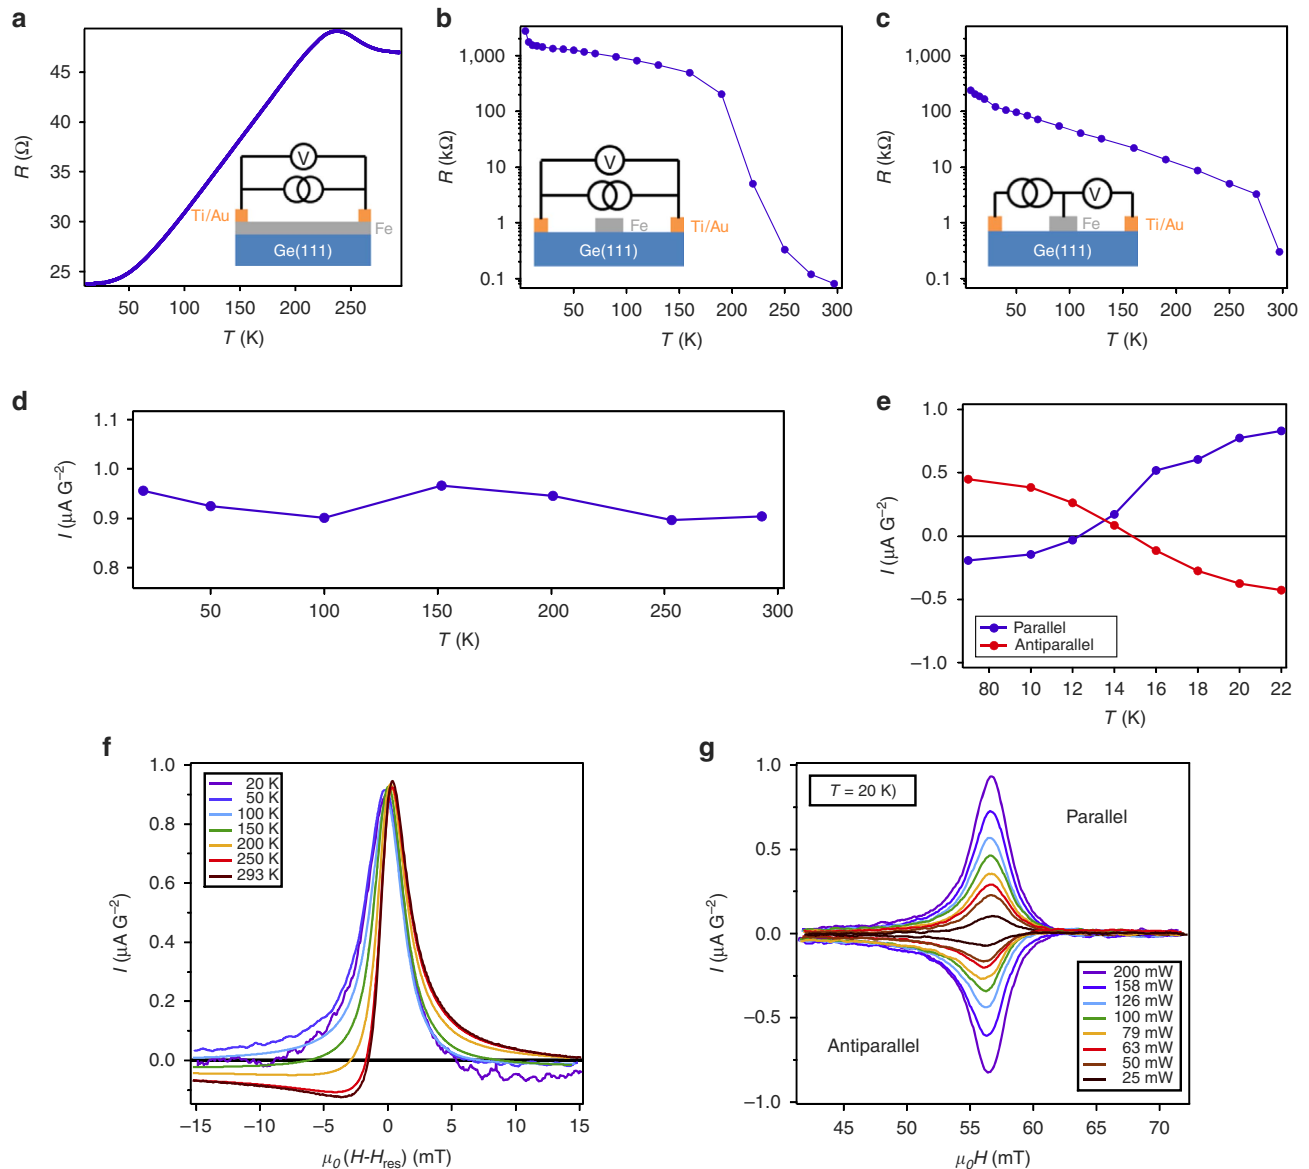 a
R (Ω)
45
40
35
30
25
V
Ti/Au
Fe
Ge(111)
50 100 150 200 250
T (K)
b
R (kΩ)
1,000
100
10
1
0.1
V
Fe
Ti/Au
Ge(111)
50 100 150 200 250 300
T (K)
c
R (kΩ)
1,000
100
10
1
0.1
V
Fe
Ti/Au
Ge(111)
50 100 150 200 250 300
T (K)
d
I (μA G⁻²)
1.1
1.0
0.9
0.8
50 100 150 200 250 300
T (K)
e
I (μA G⁻²)
1.0
0.5
0.0
−0.5
−1.0
Parallel
Antiparallel
80 10 12 14 16 18 20 22
T (K)
f
I (μA G⁻²)
1.0
0.8
0.6
0.4
0.2
0.0
20 K
50 K
100 K
150 K
200 K
250 K
293 K
−15 −10 −5 0 5 10 15
μ₀ (H-Hres) (mT)
g
I (μA G⁻²)
1.0
0.5
0.0
−0.5
−1.0
T = 20 K)
Parallel
Antiparallel
200 mW
158 mW
126 mW
100 mW
79 mW
63 mW
50 mW
25 mW
45 50 55 60 65 70
μ₀H (mT)